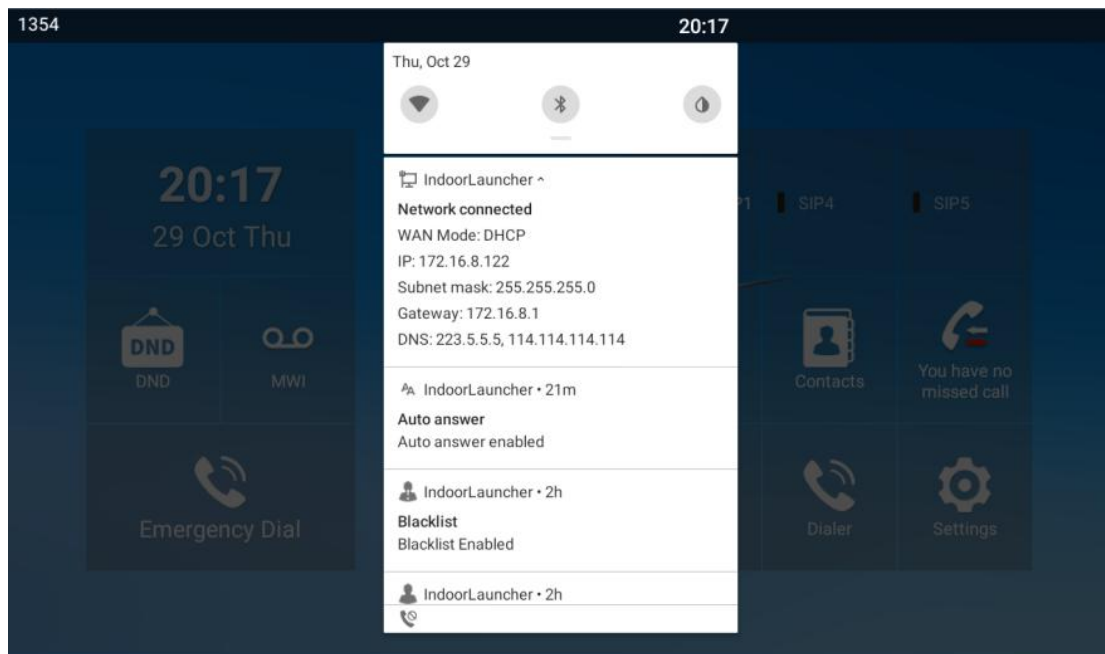 1354
20:17
Thu, Oct 29
IndoorLauncher
Network connected
WAN Mode: DHCP
IP: 172.16.8.122
Subnet mask: 255.255.255.0
Gateway: 172.16.8.1
DNS: 223.5.5.5, 114.114.114.114
IndoorLauncher • 21m
Auto answer
Auto answer enabled
IndoorLauncher • 2h
Blacklist
Blacklist Enabled
IndoorLauncher • 2h
20:17
29 Oct Thu
DND
DND
MWI
Emergency Dial
P1
SIP4
SIP5
Contacts
You have no
missed call
Dialer
Settings